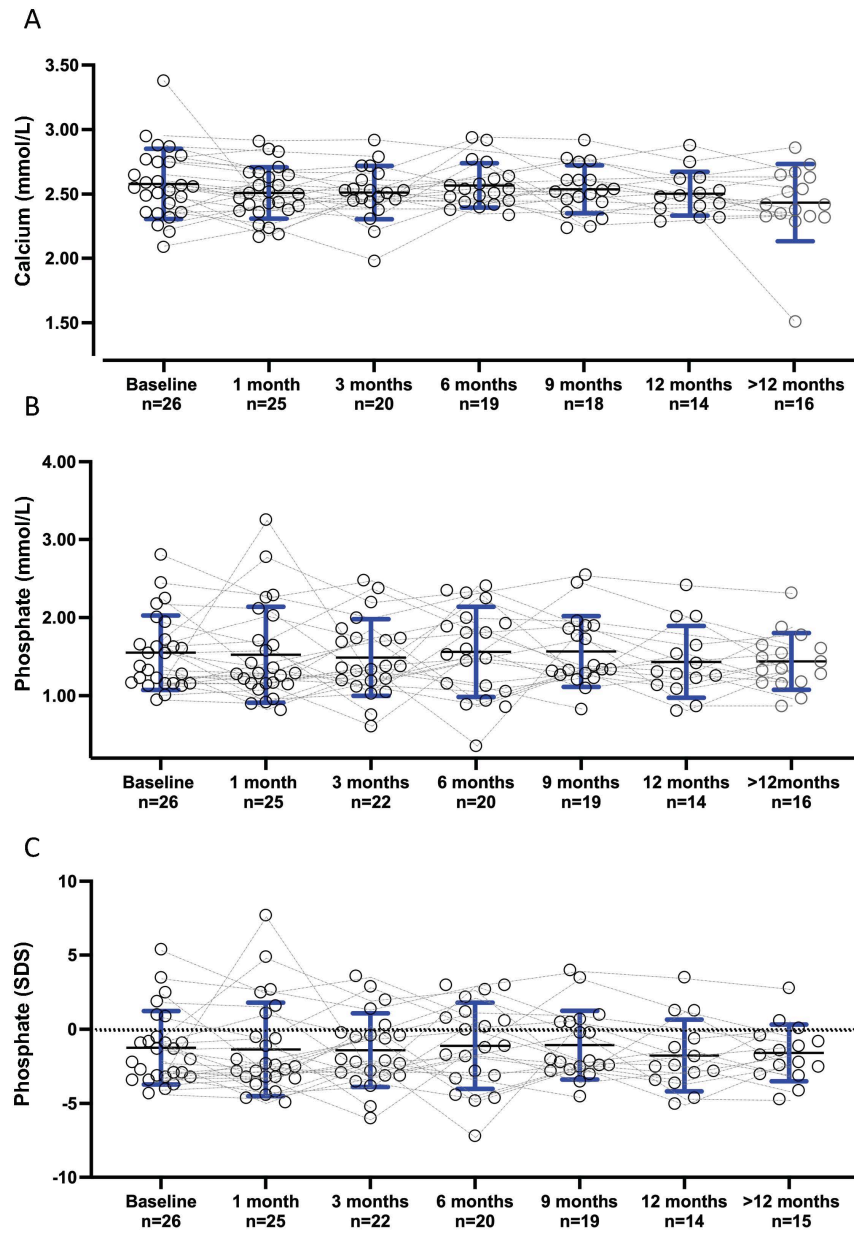 A
Calcium (mmol/L)
3.50
3.00
2.50
2.00
1.50
Baseline 1 month 3 months 6 months 9 months 12 months >12 months
n=26 n=25 n=20 n=19 n=18 n=14 n=16
B
Phosphate (mmol/L)
4.00
3.00
2.00
1.00
Baseline 1 month 3 months 6 months 9 months 12 months >12months
n=26 n=25 n=22 n=20 n=19 n=14 n=16
C
Phosphate (SDS)
10
5
0
-5
-10
Baseline 1 month 3 months 6 months 9 months 12 months >12 months
n=26 n=25 n=22 n=20 n=19 n=14 n=15